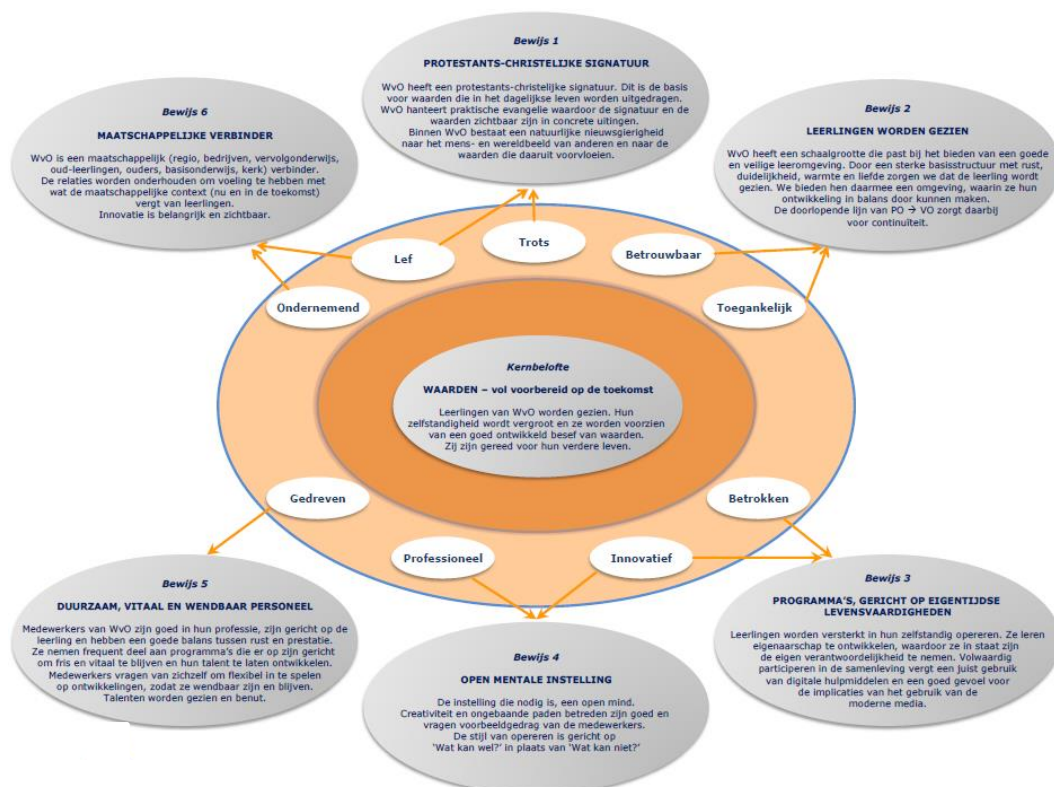 Bewijs 1
PROTESTANTS-CHRISTELIJKE SIGNATUUR
WvO heeft een protestants-christelijke signatuur. Dit is de basis
voor waarden die in het dagelijkse leven worden uitgedragen.
WvO hanteert praktische evangelie waardoor de signatuur en de
waarden zichtbaar zijn in concrete uitingen.
Binnen WvO bestaat een natuurlijke nieuwsgierigheid
naar het mens- en wereldbeeld van anderen en naar de
waarden die daaruit voorvloeien.
Bewijs 6
MAATSCHAPPELIJKE VERBINDER
WvO is een maatschappelijk (regio, bedrijven, vervolgonderwijs,
oud-leerlingen, ouders, basisonderwijs, kerk) verbinder.
De relaties worden onderhouden om voeling te hebben met
wat de maatschappelijke context (nu en in de toekomst)
vergt van leerlingen.
Innovatie is belangrijk en zichtbaar.
Bewijs 2
LEERLINGEN WORDEN GEZIEN
WvO heeft een schaalgrootte die past bij het bieden van een goede
en veilige leeromgeving. Door een sterke basisstructuur met rust,
duidelijkheid, warmte en liefde zorgen we dat de leerling wordt
gezien. We bieden hen daarmee een omgeving, waarin ze hun
ontwikkeling in balans door kunnen maken.
De doorlopende lijn van PO → VO zorgt daarbij
voor continuïteit.
Lef
Trots
Betrouwbaar
Ondernemend
Toegankelijk
Kernbelofte
WAARDEN – vol voorbereid op de toekomst
Leerlingen van WvO worden gezien. Hun
zelfstandigheid wordt vergroot en ze worden voorzien
van een goed ontwikkeld besef van waarden.
Zij zijn gereed voor hun verdere leven.
Gedreven
Betrokken
Professioneel
Innovatief
Bewijs 5
DUURZAAM, VITAAL EN WENDBAAR PERSONEEL
Medewerkers van WvO zijn goed in hun professie, zijn gericht op de
leerling en hebben een goede balans tussen rust en prestatie.
Ze nemen frequent deel aan programma's die er op zijn gericht
om fris en vitaal te blijven en hun talent te laten ontwikkelen.
Medewerkers vragen van zichzelf om flexibel in te spelen
op ontwikkelingen, zodat ze wendbaar zijn en blijven.
Talenten worden gezien en benut.
Bewijs 4
OPEN MENTALE INSTELLING
De instelling die nodig is, een open mind.
Creativiteit en ongebaande paden betreden zijn goed en
vragen voorbeeldgedrag van de medewerkers.
De stijl van opereren is gericht op
'Wat kan wel?' in plaats van 'Wat kan niet?'
Bewijs 3
PROGRAMMA'S, GERICHT OP EIGENTIJDSE
LEVENSVAARDIGHEDEN
Leerlingen worden versterkt in hun zelfstandig opereren. Ze leren
eigenaarschap te ontwikkelen, waardoor ze in staat zijn
de eigen verantwoordelijkheid te nemen. Volwaardig
participeren in de samenleving vergt een juist gebruik
van digitale hulpmiddelen en een goed gevoel voor
de implicaties van het gebruik van de
moderne media.